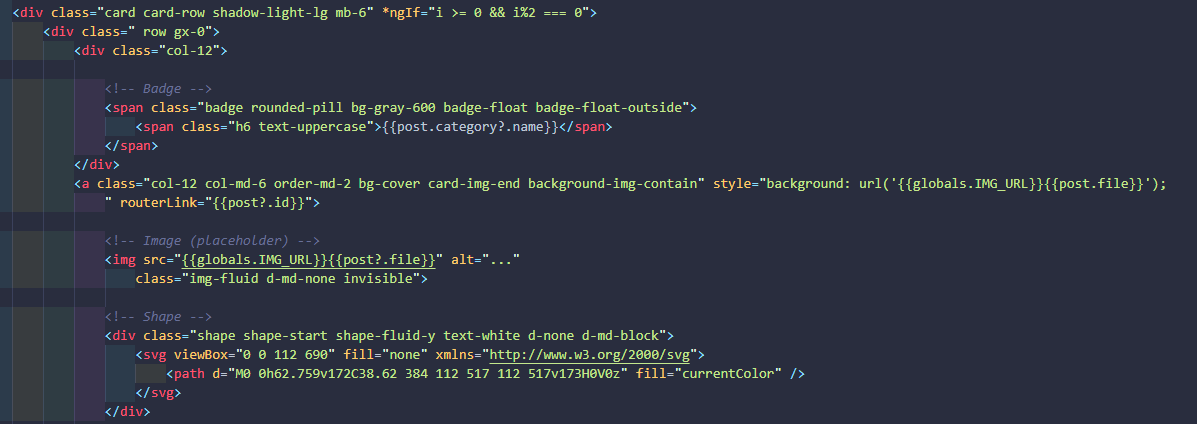 <div class="card card-row shadow-light-lg mb-6" *ngIf="i >= 0 && i%2 === 0">
<div class=" row gx-0">
<div class="col-12">
<!-- Badge -->
<span class="badge rounded-pill bg-gray-600 badge-float badge-float-outside">
<span class="h6 text-uppercase">{{post.category?.name}}</span>
</span>
</div>
<a class="col-12 col-md-6 order-md-2 bg-cover card-img-end background-img-contain" style="background: url('{{globals.IMG_URL}}{{post.file}}');
" routerLink="{{post?.id}}">
<!-- Image (placeholder) -->
<img src="{{globals.IMG_URL}}{{post?.file}}" alt="..."
class="img-fluid d-md-none invisible">
<!-- Shape -->
<div class="shape shape-start shape-fluid-y text-white d-none d-md-block">
<svg viewBox="0 0 112 690" fill="none" xmlns="http://www.w3.org/2000/svg">
<path d="M0 0h62.759v172C38.62 384 112 517 112 517v173H0V0z" fill="currentColor" />
</svg>
</div>